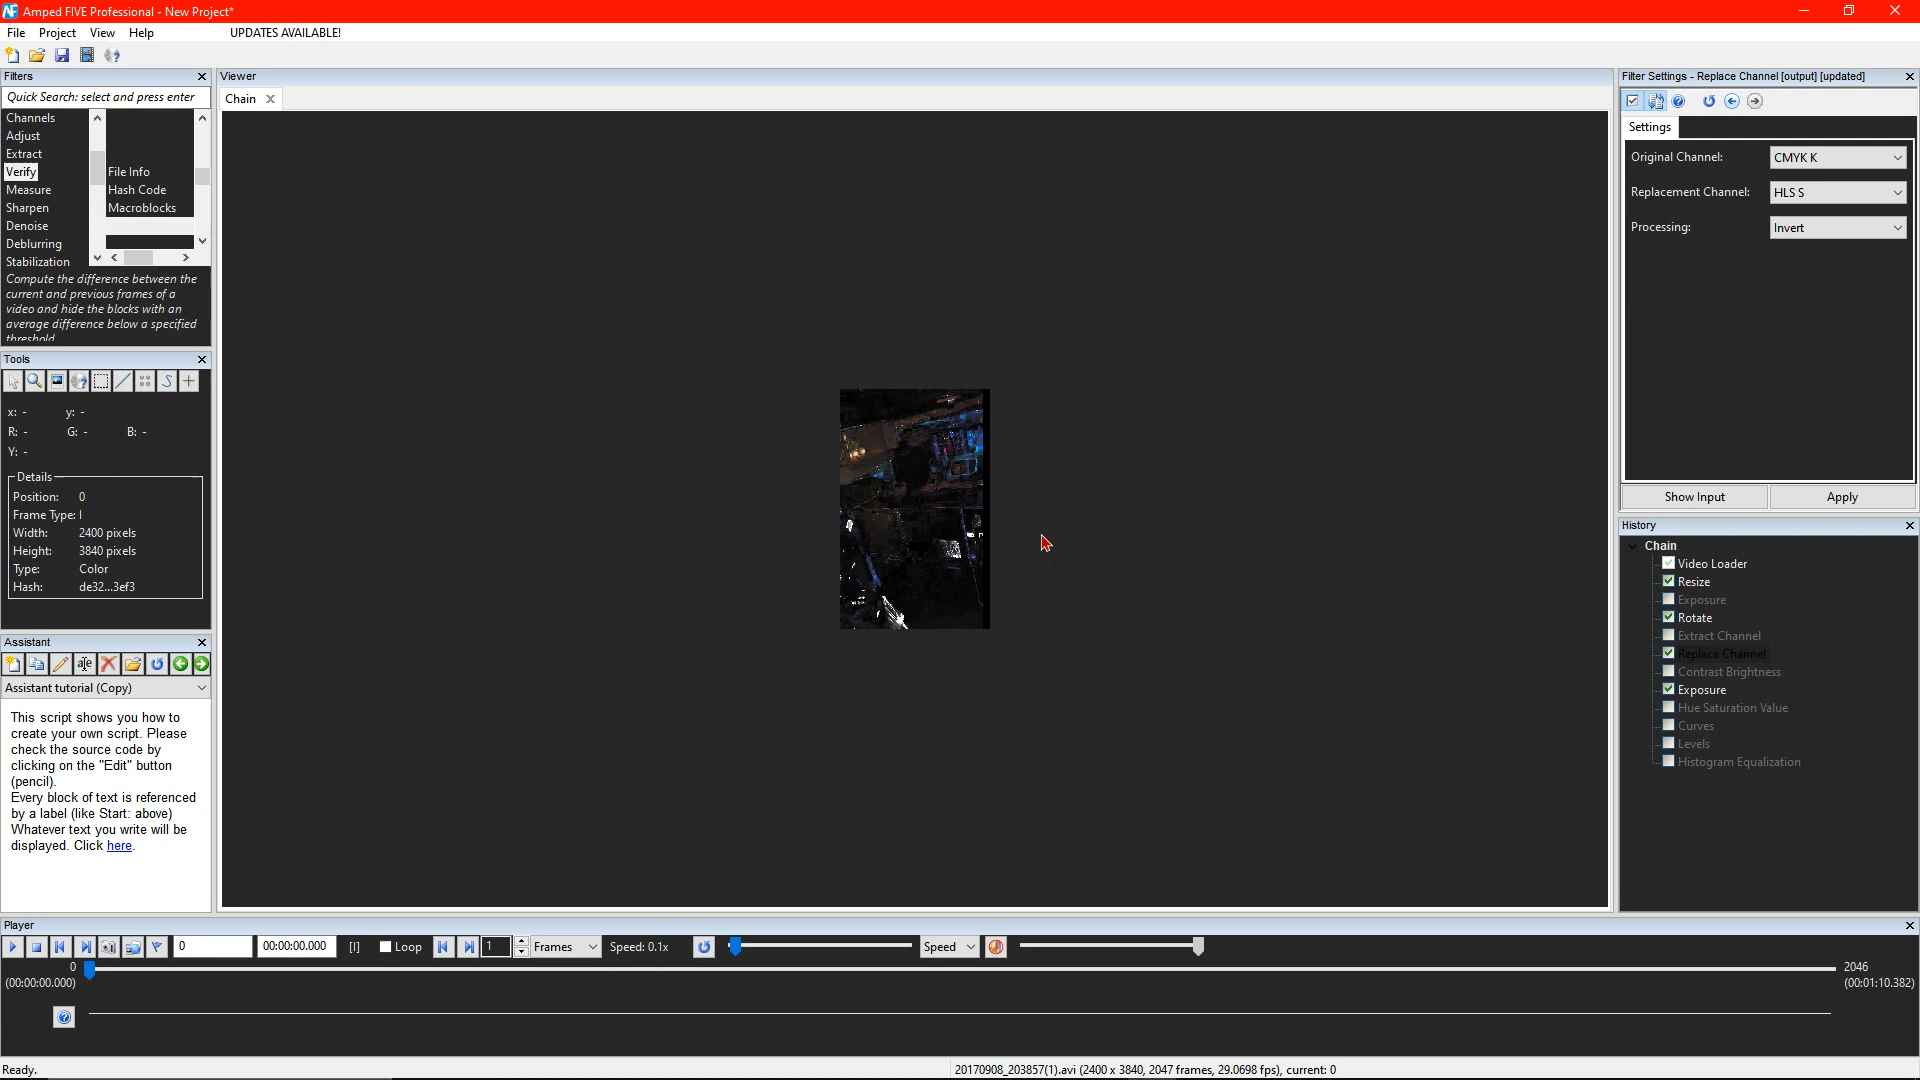 Amped FIVE Professional - New Project*
File Project View Help UPDATES AVAILABLE!
Filters
Quick Search: select and press enter
Channels
Adjust
Extract
Verify
Measure
Sharpen
Denoise
Deblurring
Stabilization
File Info
Hash Code
Macroblocks
Compute the difference between the
current and previous frames of a
video and hide the blocks with an
average difference below a specified
threshold
Tools
x: - y: -
R: - G: - B: -
Y: -
Details
Position: 0
Frame Type: I
Width: 2400 pixels
Height: 3840 pixels
Type: Color
Hash: de32...3ef3
Assistant
Assistant tutorial (Copy)
This script shows you how to
create your own script. Please
check the source code by
clicking on the "Edit" button
(pencil).
Every block of text is referenced
by a label (like Start: above)
Whatever text you write will be
displayed. Click here.
Viewer
Chain
Filter Settings - Replace Channel [output] [updated]
Settings
Original Channel: CMYK K
Replacement Channel: HLS S
Processing: Invert
Show Input Apply
History
Chain
Video Loader
Resize
Exposure
Rotate
Extract Channel
Replace Channel
Contrast Brightness
Exposure
Hue Saturation Value
Curves
Levels
Histogram Equalization
Player
0 00:00:00.000 [I] Loop 1 Frames Speed: 0.1x Speed
0 2046
(00:00:00.000) (00:01:10.382)
Ready. 20170908_203857(1).avi (2400 x 3840, 2047 frames, 29.0698 fps), current: 0